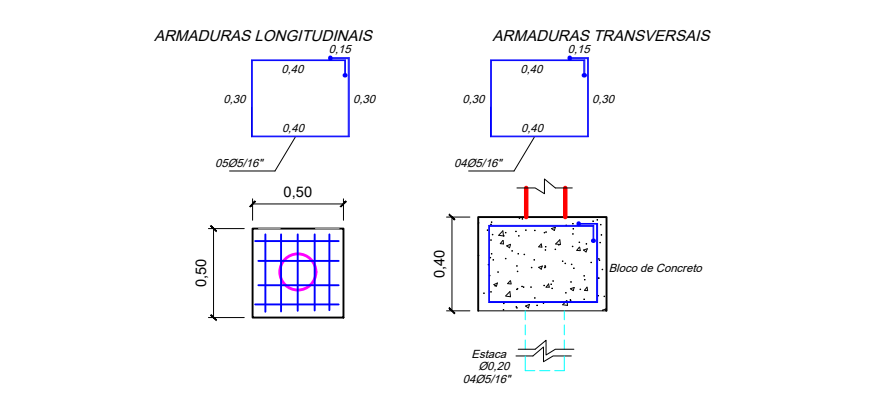 ARMADURAS LONGITUDINAIS
0,15
0,40
0,30
0,30
0,40
05Ø5/16"
ARMADURAS TRANSVERSAIS
0,15
0,40
0,30
0,30
0,40
04Ø5/16"
0,50
0,50
0,40
Bloco de Concreto
Estaca
Ø0,20
04Ø5/16"